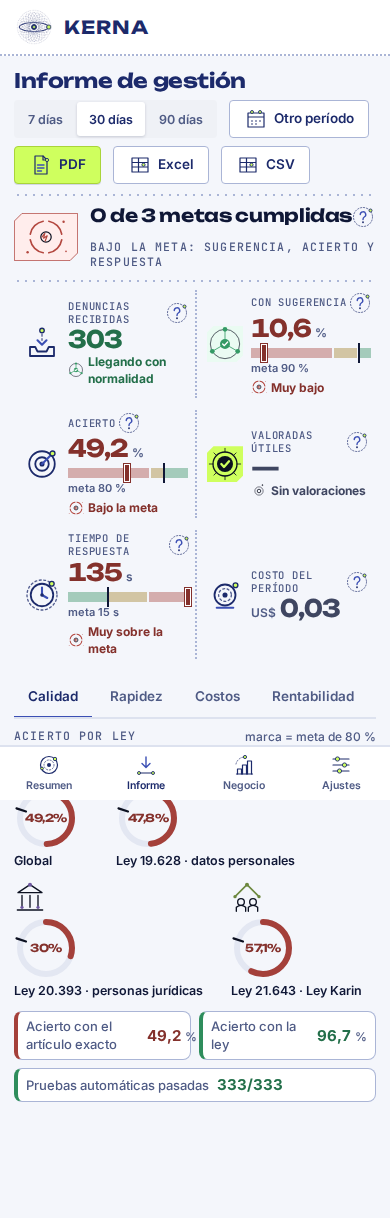 KERNA
Informe de gestión
7 días
30 días
90 días
Otro período
PDF
Excel
CSV
0 de 3 metas cumplidas
?
BAJO LA META: SUGERENCIA, ACIERTO Y
RESPUESTA
DENUNCIAS
RECIBIDAS
?
303
Llegando con
normalidad
CON SUGERENCIA
?
10,6 %
meta 90 %
Muy bajo
ACIERTO
?
49,2 %
meta 80 %
Bajo la meta
VALORADAS
ÚTILES
?
—
Sin valoraciones
TIEMPO DE
RESPUESTA
?
135 s
meta 15 s
Muy sobre la
meta
COSTO DEL
PERÍODO
?
US$ 0,03
Calidad
Rapidez
Costos
Rentabilidad
ACIERTO POR LEY
marca = meta de 80 %
Resumen
Informe
Negocio
Ajustes
49,2%
Global
47,8%
Ley 19.628 · datos personales
30%
Ley 20.393 · personas jurídicas
57,1%
Ley 21.643 · Ley Karin
Acierto con el
artículo exacto
49,2 %
Acierto con la
ley
96,7 %
Pruebas automáticas pasadas 333/333